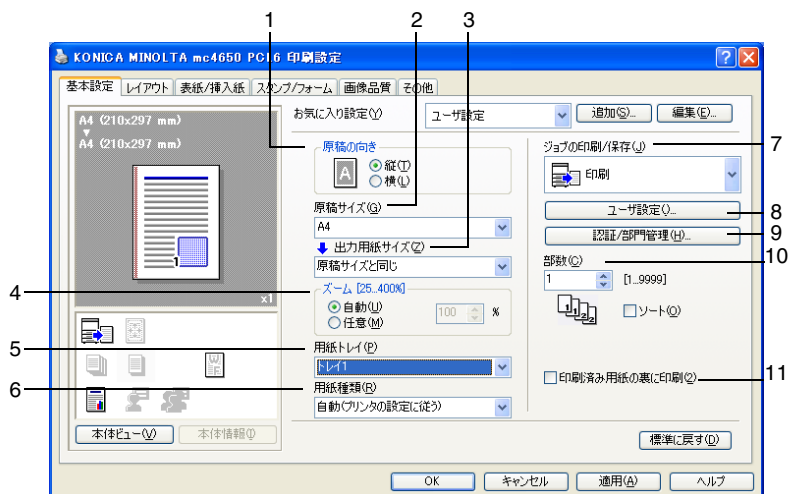 1 2 3
KONICA MINOLTA mc4650 PCL6 印刷設定
基本設定 レイアウト 表紙/挿入紙 スタンプ/フォーム 画像品質 その他
A4 (210x297 mm)
A4 (210x297 mm)
1
x1
本体ビュー(V) 本体情報(I)
お気に入り設定(Y) ユーザ設定 追加(S)... 編集(E)...
原稿の向き
A
縦(T)
横(L)
原稿サイズ(G)
A4
出力用紙サイズ(Z)
原稿サイズと同じ
4
ズーム [25...400%]
自動(U)
任意(M)
100 %
5
用紙トレイ(P)
トレイ1
6
用紙種類(R)
自動(プリンタの設定に従う)
ジョブの印刷/保存(J)
7
印刷
ユーザ設定()...
8
認証/部門管理(H)...
9
部数(C)
10
1 [1...9999]
1 1 2 2
ソート(O)
印刷済み用紙の裏に印刷(2)
11
標準に戻す(D)
OK キャンセル 適用(A) ヘルプ